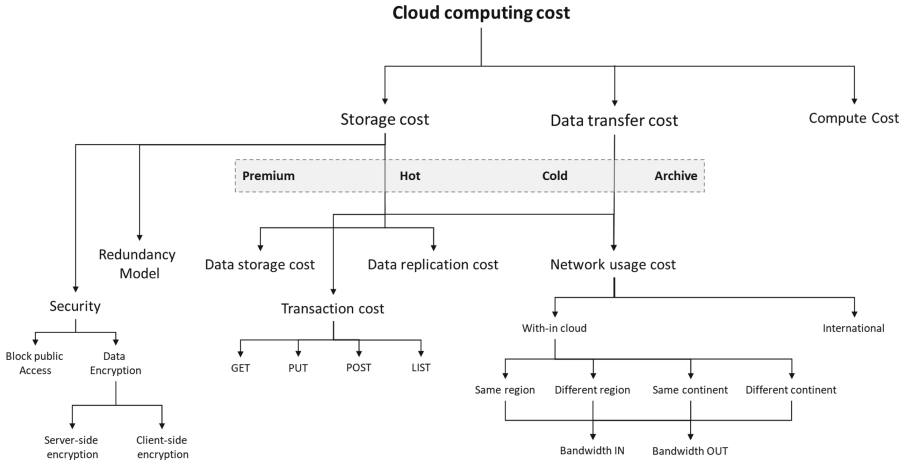 Cloud computing cost
Storage cost
Data transfer cost
Compute Cost
Premium
Hot
Cold
Archive
Redundancy
Model
Data storage cost
Data replication cost
Network usage cost
Security
Transaction cost
With-in cloud
International
Block public
Access
Data
Encryption
GET
PUT
POST
LIST
Same region
Different region
Same continent
Different continent
Server-side
encryption
Client-side
encryption
Bandwidth IN
Bandwidth OUT